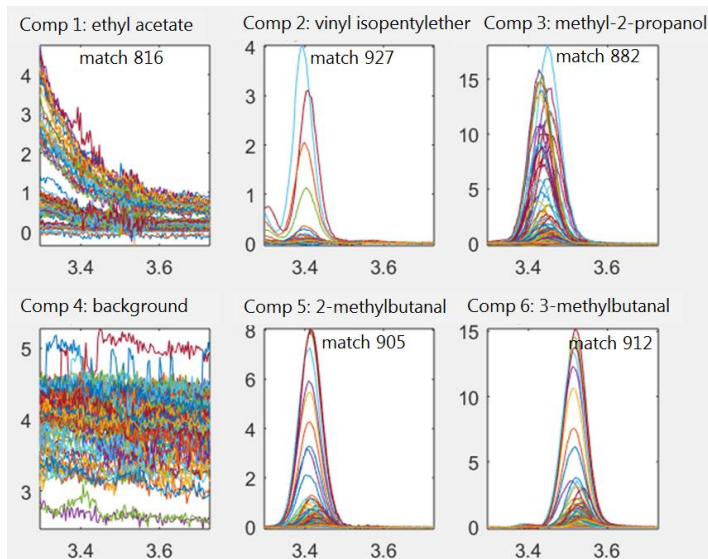 Comp 1: ethyl acetate
match 816
4
3
2
1
0
3.4 3.6
Comp 2: vinyl isopentylether
match 927
4
3
2
1
0
3.4 3.6
Comp 3: methyl-2-propanol
match 882
15
10
5
0
3.4 3.6
Comp 4: background
5
4
3
3.4 3.6
Comp 5: 2-methylbutanal
match 905
8
6
4
2
0
3.4 3.6
Comp 6: 3-methylbutanal
match 912
15
10
5
0
3.4 3.6